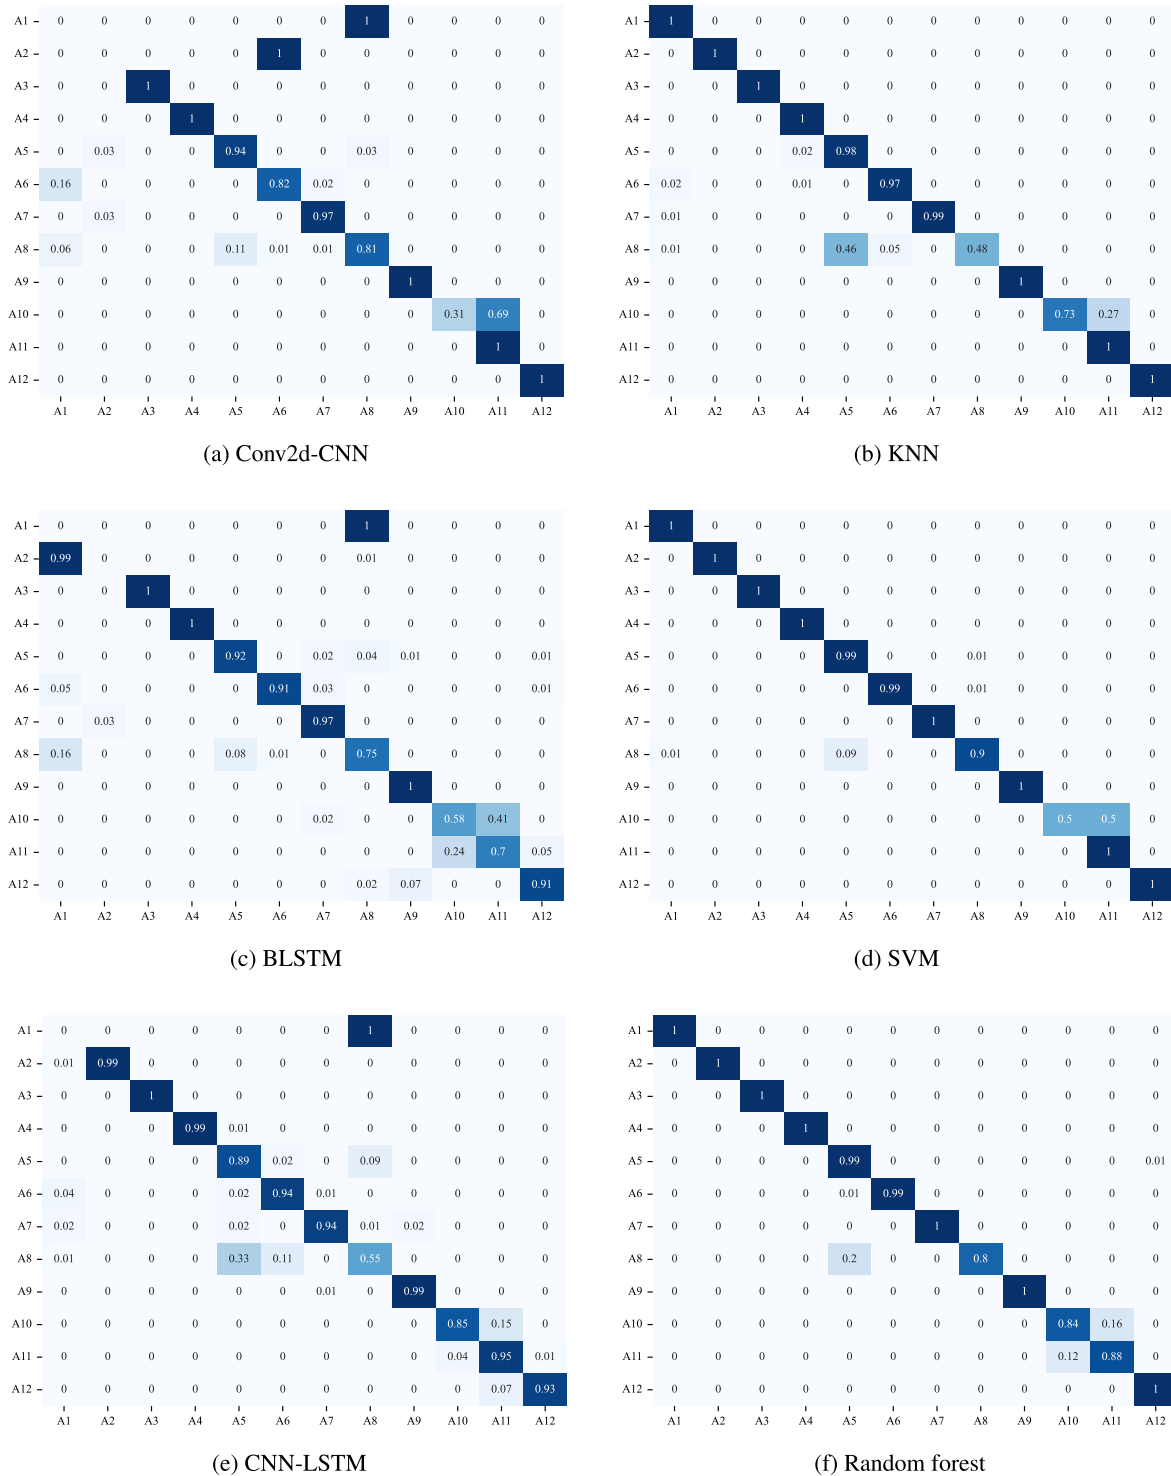 A1 0 0 0 0 0 0 0 1 0 0 0 0
A2 0 0 0 0 0 1 0 0 0 0 0 0
A3 0 0 1 0 0 0 0 0 0 0 0 0
A4 0 0 0 1 0 0 0 0 0 0 0 0
A5 0 0.03 0 0 0.94 0 0 0.03 0 0 0 0
A6 0.16 0 0 0 0 0.82 0.02 0 0 0 0 0
A7 0 0.03 0 0 0 0 0.97 0 0 0 0 0
A8 0.06 0 0 0 0.11 0.01 0.01 0.81 0 0 0 0
A9 0 0 0 0 0 0 0 0 1 0 0 0
A10 0 0 0 0 0 0 0 0 0 0.31 0.69 0
A11 0 0 0 0 0 0 0 0 0 0 1 0
A12 0 0 0 0 0 0 0 0 0 0 0 1
A1 A2 A3 A4 A5 A6 A7 A8 A9 A10 A11 A12
(a) Conv2d-CNN
A1 1 0 0 0 0 0 0 0 0 0 0 0
A2 0 1 0 0 0 0 0 0 0 0 0 0
A3 0 0 1 0 0 0 0 0 0 0 0 0
A4 0 0 0 1 0 0 0 0 0 0 0 0
A5 0 0 0 0.02 0.98 0 0 0 0 0 0 0
A6 0.02 0 0 0.01 0 0.97 0 0 0 0 0 0
A7 0.01 0 0 0 0 0 0.99 0 0 0 0 0
A8 0.01 0 0 0 0.46 0.05 0 0.48 0 0 0 0
A9 0 0 0 0 0 0 0 0 1 0 0 0
A10 0 0 0 0 0 0 0 0 0 0.73 0.27 0
A11 0 0 0 0 0 0 0 0 0 0 1 0
A12 0 0 0 0 0 0 0 0 0 0 0 1
A1 A2 A3 A4 A5 A6 A7 A8 A9 A10 A11 A12
(b) KNN
A1 0 0 0 0 0 0 0 1 0 0 0 0
A2 0.99 0 0 0 0 0 0 0.01 0 0 0 0
A3 0 0 1 0 0 0 0 0 0 0 0 0
A4 0 0 0 1 0 0 0 0 0 0 0 0
A5 0 0 0 0 0.92 0 0.02 0.04 0.01 0 0 0.01
A6 0.05 0 0 0 0 0.91 0.03 0 0 0 0 0.01
A7 0 0.03 0 0 0 0 0.97 0 0 0 0 0
A8 0.16 0 0 0 0.08 0.01 0 0.75 0 0 0 0
A9 0 0 0 0 0 0 0 0 1 0 0 0
A10 0 0 0 0 0 0 0.02 0 0 0.58 0.41 0
A11 0 0 0 0 0 0 0 0 0 0.24 0.7 0.05
A12 0 0 0 0 0 0 0 0.02 0.07 0 0 0.91
A1 A2 A3 A4 A5 A6 A7 A8 A9 A10 A11 A12
(c) BLSTM
A1 1 0 0 0 0 0 0 0 0 0 0 0
A2 0 1 0 0 0 0 0 0 0 0 0 0
A3 0 0 1 0 0 0 0 0 0 0 0 0
A4 0 0 0 1 0 0 0 0 0 0 0 0
A5 0 0 0 0 0.99 0 0 0.01 0 0 0 0
A6 0 0 0 0 0 0.99 0 0.01 0 0 0 0
A7 0 0 0 0 0 0 1 0 0 0 0 0
A8 0.01 0 0 0 0.09 0 0 0.9 0 0 0 0
A9 0 0 0 0 0 0 0 0 1 0 0 0
A10 0 0 0 0 0 0 0 0 0 0.5 0.5 0
A11 0 0 0 0 0 0 0 0 0 0 1 0
A12 0 0 0 0 0 0 0 0 0 0 0 1
A1 A2 A3 A4 A5 A6 A7 A8 A9 A10 A11 A12
(d) SVM
A1 0 0 0 0 0 0 0 1 0 0 0 0
A2 0.01 0.99 0 0 0 0 0 0 0 0 0 0
A3 0 0 1 0 0 0 0 0 0 0 0 0
A4 0 0 0 0.99 0.01 0 0 0 0 0 0 0
A5 0 0 0 0 0.89 0.02 0 0.09 0 0 0 0
A6 0.04 0 0 0 0.02 0.94 0.01 0 0 0 0 0
A7 0.02 0 0 0 0.02 0 0.94 0.01 0.02 0 0 0
A8 0.01 0 0 0 0.33 0.11 0 0.55 0 0 0 0
A9 0 0 0 0 0 0 0.01 0 0.99 0 0 0
A10 0 0 0 0 0 0 0 0 0 0.85 0.15 0
A11 0 0 0 0 0 0 0 0 0 0.04 0.95 0.01
A12 0 0 0 0 0 0 0 0 0 0 0.07 0.93
A1 A2 A3 A4 A5 A6 A7 A8 A9 A10 A11 A12
(e) CNN-LSTM
A1 1 0 0 0 0 0 0 0 0 0 0 0
A2 0 1 0 0 0 0 0 0 0 0 0 0
A3 0 0 1 0 0 0 0 0 0 0 0 0
A4 0 0 0 1 0 0 0 0 0 0 0 0
A5 0 0 0 0 0.99 0 0 0 0 0 0 0.01
A6 0 0 0 0 0.01 0.99 0 0 0 0 0 0
A7 0 0 0 0 0 0 1 0 0 0 0 0
A8 0 0 0 0 0.2 0 0 0.8 0 0 0 0
A9 0 0 0 0 0 0 0 0 1 0 0 0
A10 0 0 0 0 0 0 0 0 0 0.84 0.16 0
A11 0 0 0 0 0 0 0 0 0 0.12 0.88 0
A12 0 0 0 0 0 0 0 0 0 0 0 1
A1 A2 A3 A4 A5 A6 A7 A8 A9 A10 A11 A12
(f) Random forest